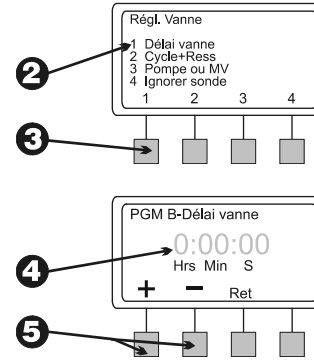 Régl. Vanne
1 Délai vanne
2 Cycle+Ress
3 Pompe ou MV
4 Ignorer sonde
1 2 3 4
2
3
PGM B-Délai vanne
0:00:00
Hrs Min S
+ − Ret
4
5